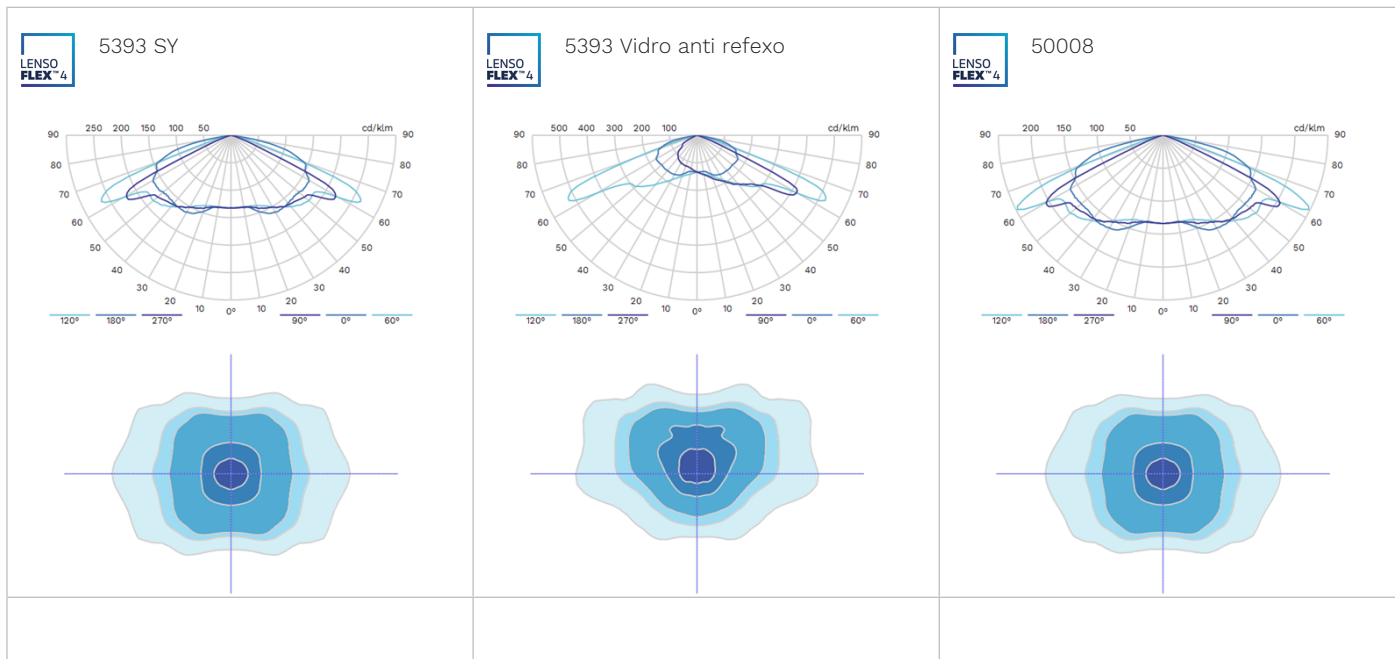 LENSO
FLEX™4
5393 SY
90 250 200 150 100 50 cd/klm 90
80 80
70 70
60 60
50 50
40 40
30 30
20 10 0° 10 20
120° 180° 270° 90° 0° 60°
LENSO
FLEX™4
5393 Vidro anti refexo
90 500 400 300 200 100 cd/klm 90
80 80
70 70
60 60
50 50
40 40
30 30
20 10 0° 10 20
120° 180° 270° 90° 0° 60°
LENSO
FLEX™4
50008
90 200 150 100 50 cd/klm 90
80 80
70 70
60 60
50 50
40 40
30 30
20 10 0° 10 20
120° 180° 270° 90° 0° 60°